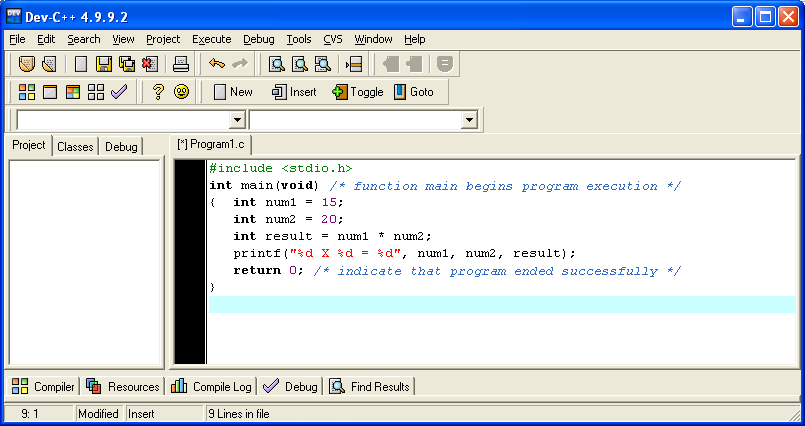 Dev-C++ 4.9.9.2
File Edit Search View Project Execute Debug Tools CVS Window Help
New Insert Toggle Goto
Project Classes Debug [*] Program1.c
#include <stdio.h>
int main(void) /* function main begins program execution */
{ int num1 = 15;
int num2 = 20;
int result = num1 * num2;
printf("%d X %d = %d", num1, num2, result);
return 0; /* indicate that program ended successfully */
}
Compiler Resources Compile Log Debug Find Results
9: 1 Modified Insert 9 Lines in file